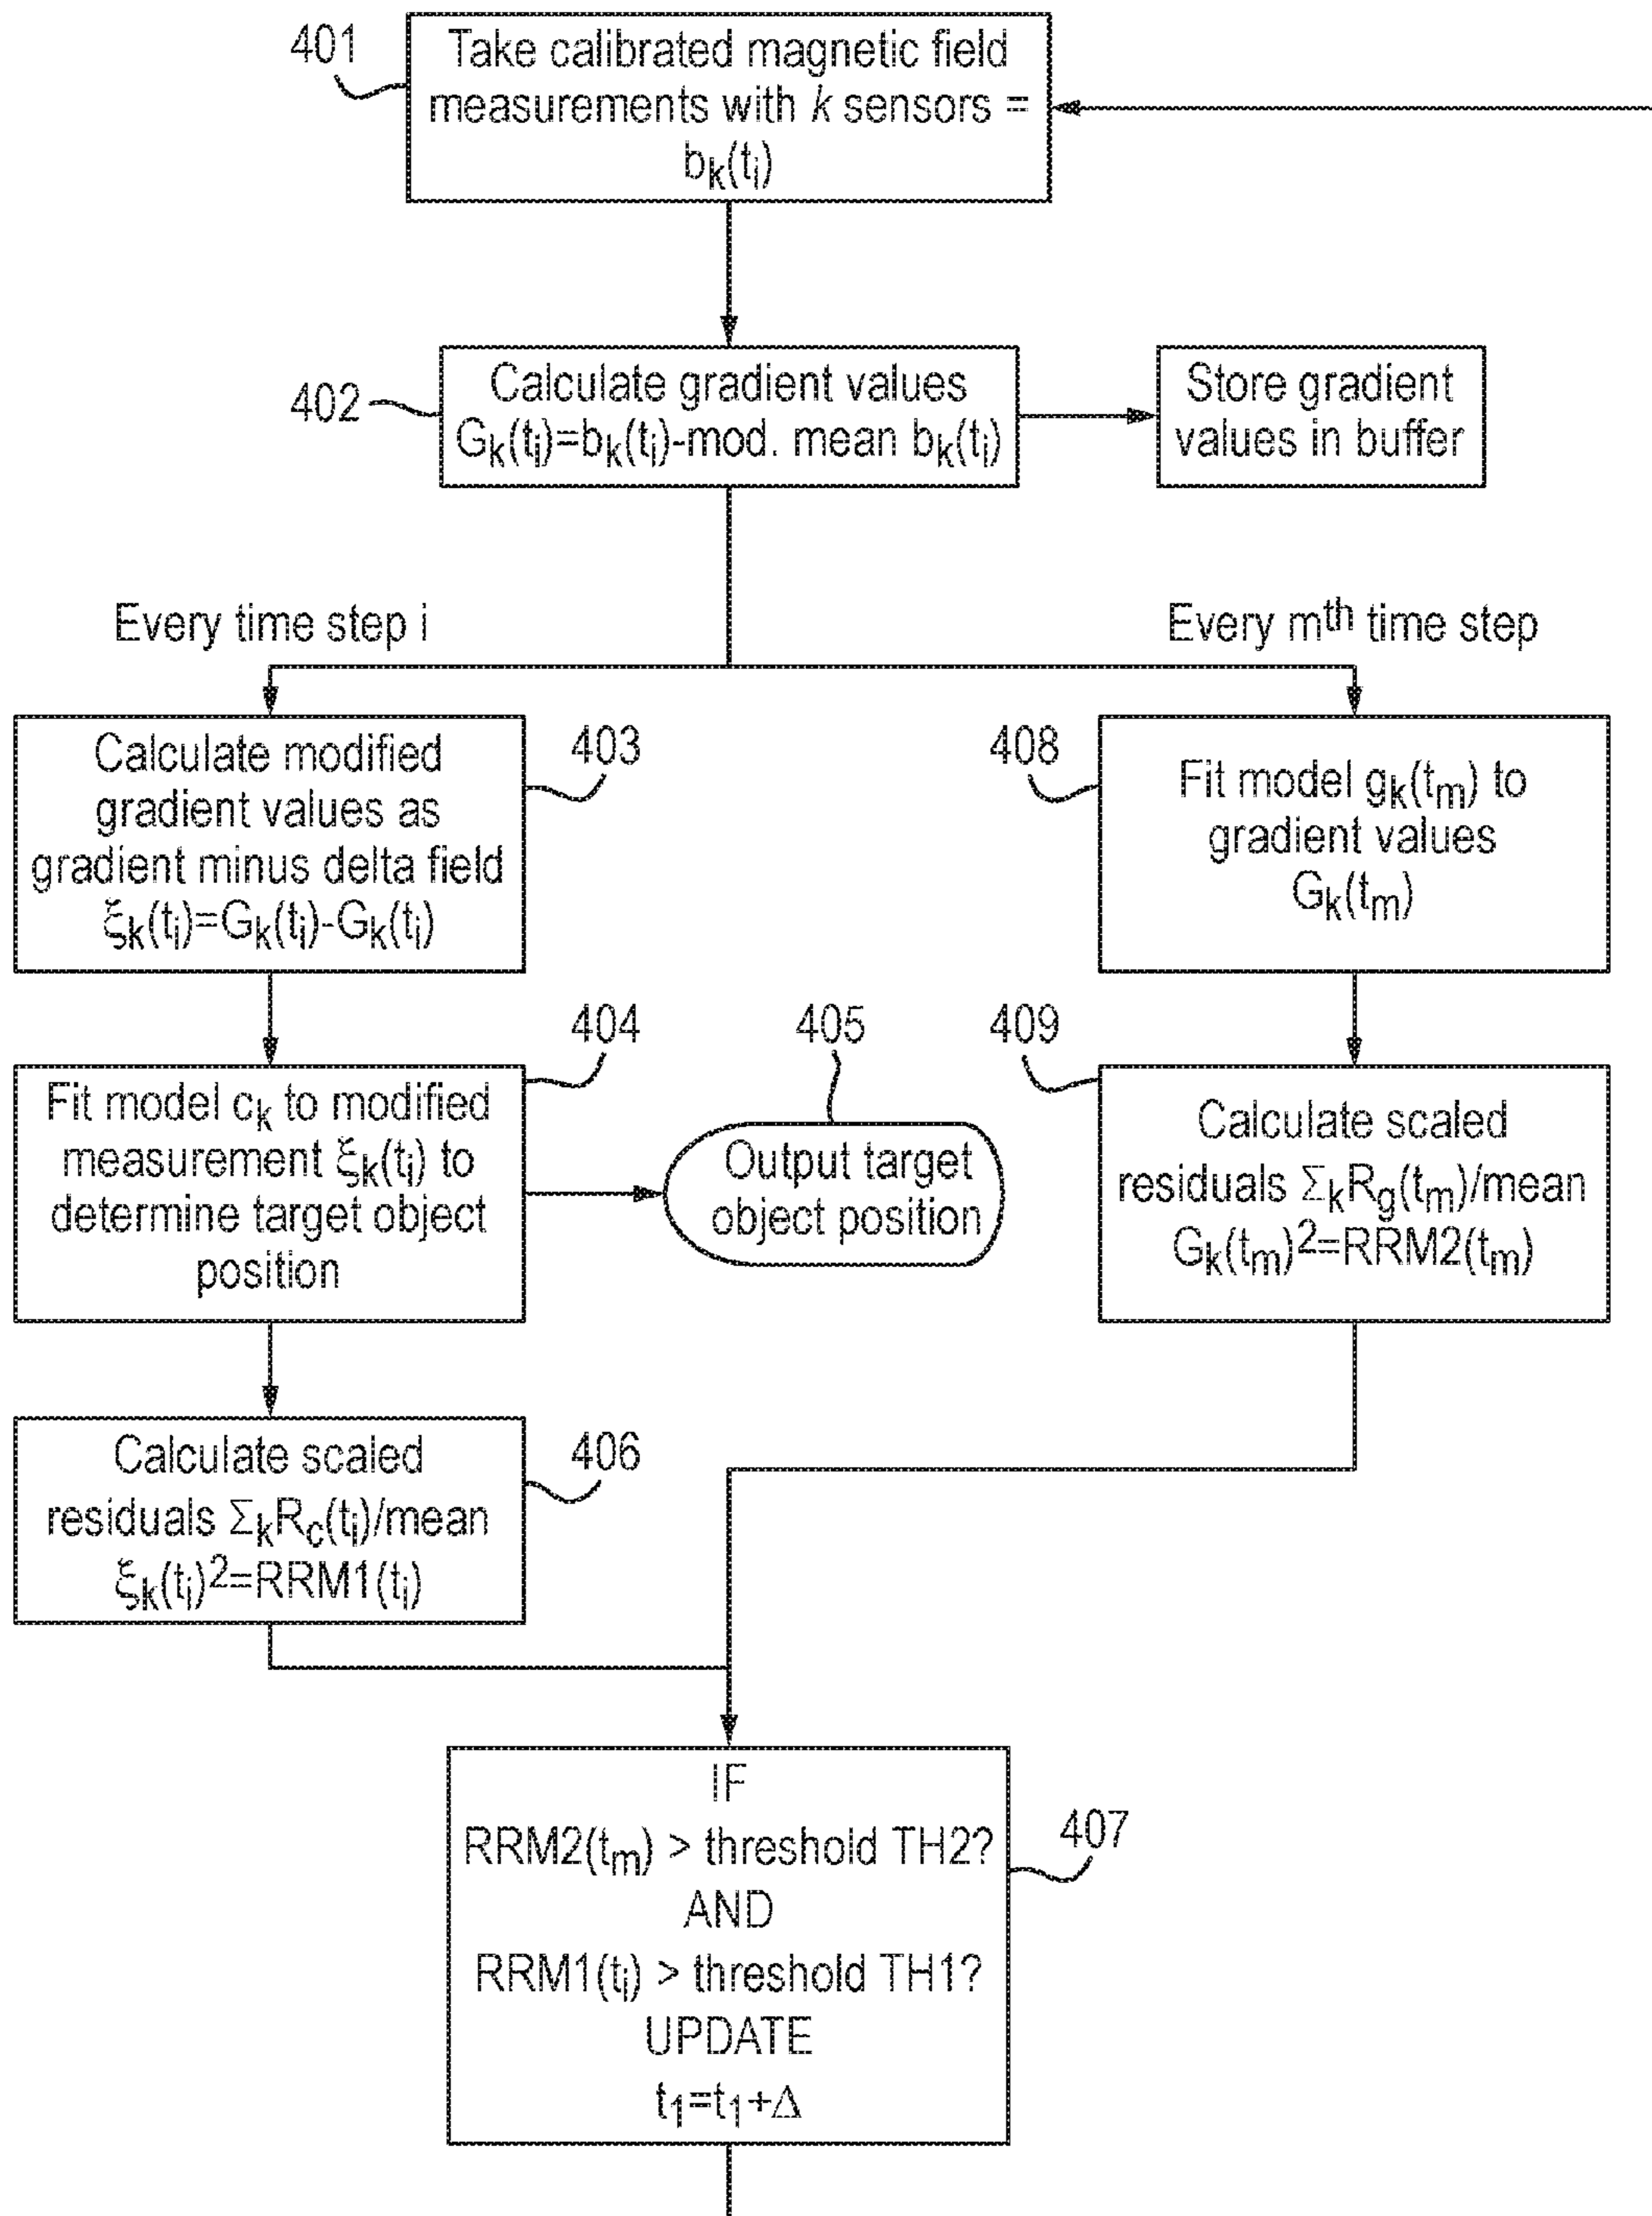 401
Take calibrated magnetic field
measurements with k sensors =
bₖ(tᵢ)
402
Calculate gradient values
Gₖ(tᵢ)=bₖ(tᵢ)-mod. mean bₖ(tᵢ)
Store gradient
values in buffer
Every time step i
Every mᵗʰ time step
Calculate modified
gradient values as
gradient minus delta field
ξₖ(tᵢ)=Gₖ(tᵢ)-Gₖ(tᵢ)
403
408
Fit model gₖ(tₘ) to
gradient values
Gₖ(tₘ)
404
Fit model cₖ to modified
measurement ξₖ(tᵢ) to
determine target object
position
405
Output target
object position
409
Calculate scaled
residuals ΣₖR_g(tₘ)/mean
Gₖ(tₘ)²=RRM2(tₘ)
Calculate scaled
residuals ΣₖR_c(tᵢ)/mean
ξₖ(tᵢ)²=RRM1(tᵢ)
406
IF
RRM2(tₘ) > threshold TH2?
AND
RRM1(tᵢ) > threshold TH1?
UPDATE
t₁=t₁+Δ
407